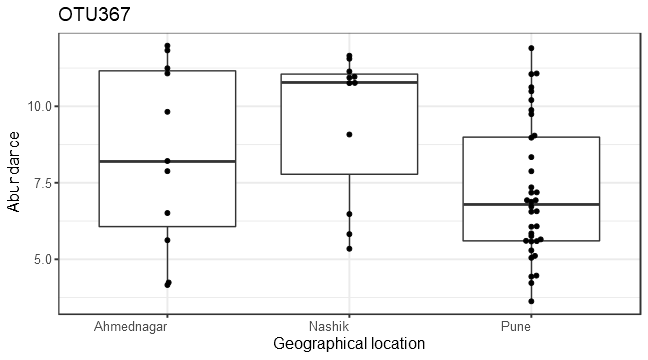 OTU367
Abundance
10.0
7.5
5.0
Ahmednagar Nashik Pune
Geographical location